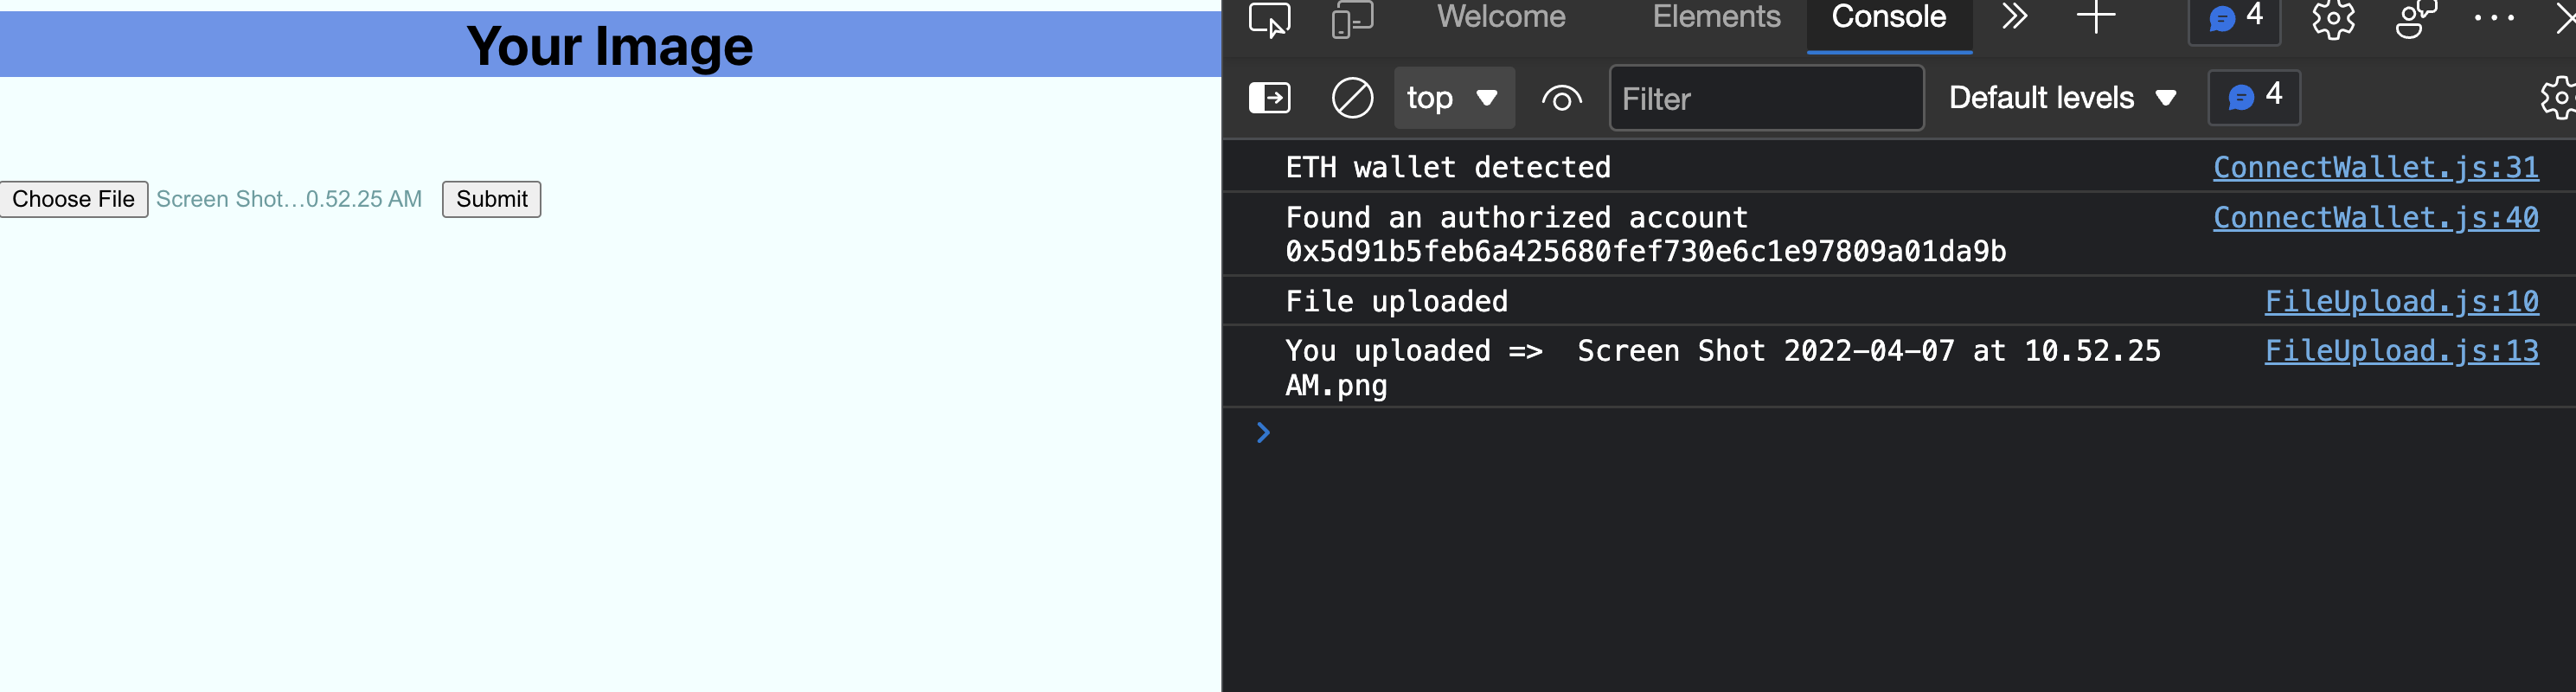 Your Image
Choose File Screen Shot...0.52.25 AM Submit
Welcome Elements Console 4
top Filter Default levels 4
ETH wallet detected ConnectWallet.js:31
Found an authorized account ConnectWallet.js:40
0x5d91b5feb6a425680fef730e6c1e97809a01da9b
File uploaded FileUpload.js:10
You uploaded =>  Screen Shot 2022-04-07 at 10.52.25 FileUpload.js:13
AM.png